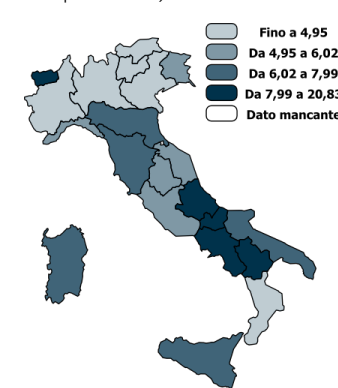 Fino a 4,95
Da 4,95 a 6,02
Da 6,02 a 7,99
Da 7,99 a 20,83
Dato mancante